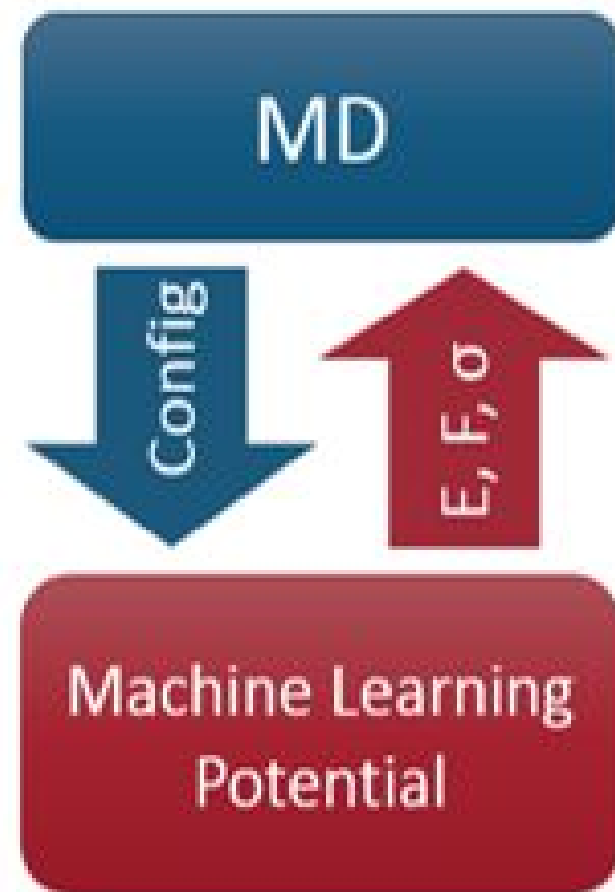 MD
Config
E, F, σ
Machine Learning
Potential